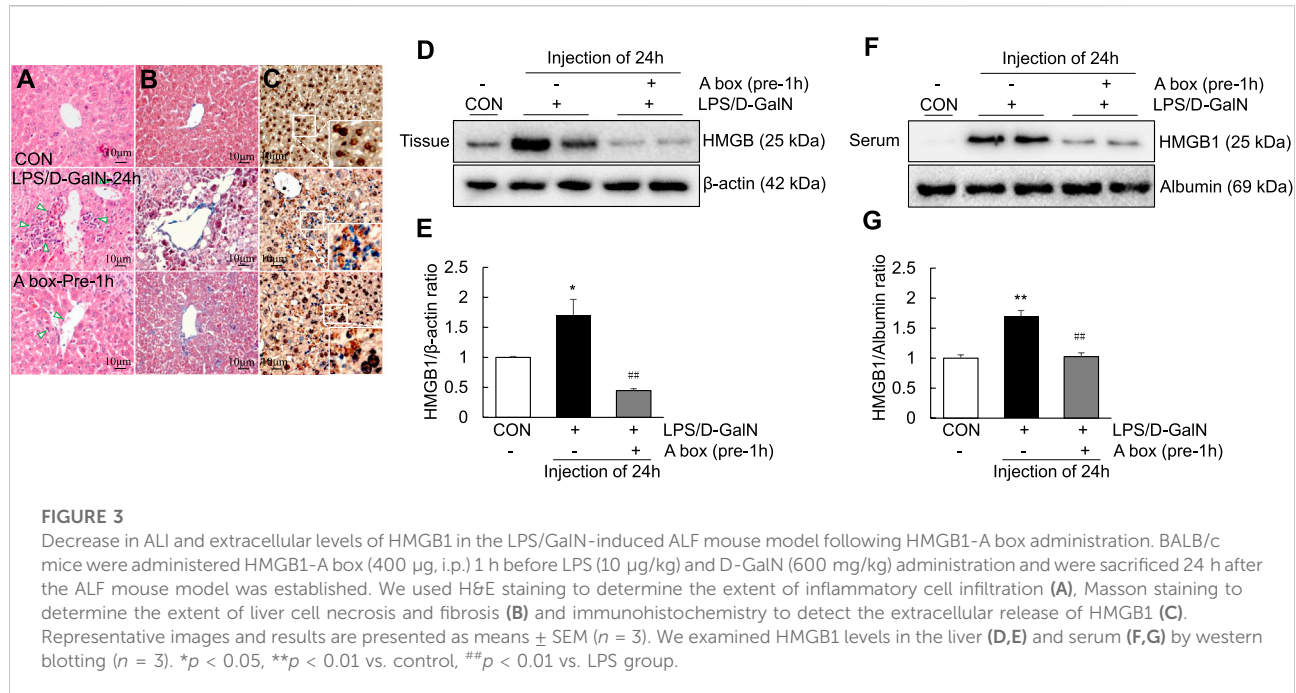 A
B
C
CON
10μm
10μm
10μm
LPS/D-GalN-24h
10μm
10μm
10μm
A box-Pre-1h
10μm
10μm
10μm
D
Injection of 24h
- - + A box (pre-1h)
CON + + LPS/D-GalN
Tissue HMGB (25 kDa)
β-actin (42 kDa)
E
HMGB1/β-actin ratio
2.5
2
1.5
1
0.5
0
*
##
CON + + LPS/D-GalN
- - + A box (pre-1h)
Injection of 24h
F
Injection of 24h
- - + A box (pre-1h)
CON + + LPS/D-GalN
Serum HMGB1 (25 kDa)
Albumin (69 kDa)
G
HMGB1/Albumin ratio
2.5
2
1.5
1
0.5
0
**
##
CON + + LPS/D-GalN
- - + A box (pre-1h)
Injection of 24h
FIGURE 3
Decrease in ALI and extracellular levels of HMGB1 in the LPS/GalN-induced ALF mouse model following HMGB1-A box administration. BALB/c
mice were administered HMGB1-A box (400 μg, i.p.) 1 h before LPS (10 μg/kg) and D-GalN (600 mg/kg) administration and were sacrificed 24 h after
the ALF mouse model was established. We used H&E staining to determine the extent of inflammatory cell infiltration (A), Masson staining to
determine the extent of liver cell necrosis and fibrosis (B) and immunohistochemistry to detect the extracellular release of HMGB1 (C).
Representative images and results are presented as means ± SEM (n = 3). We examined HMGB1 levels in the liver (D,E) and serum (F,G) by western
blotting (n = 3). *p < 0.05, **p < 0.01 vs. control, ##p < 0.01 vs. LPS group.